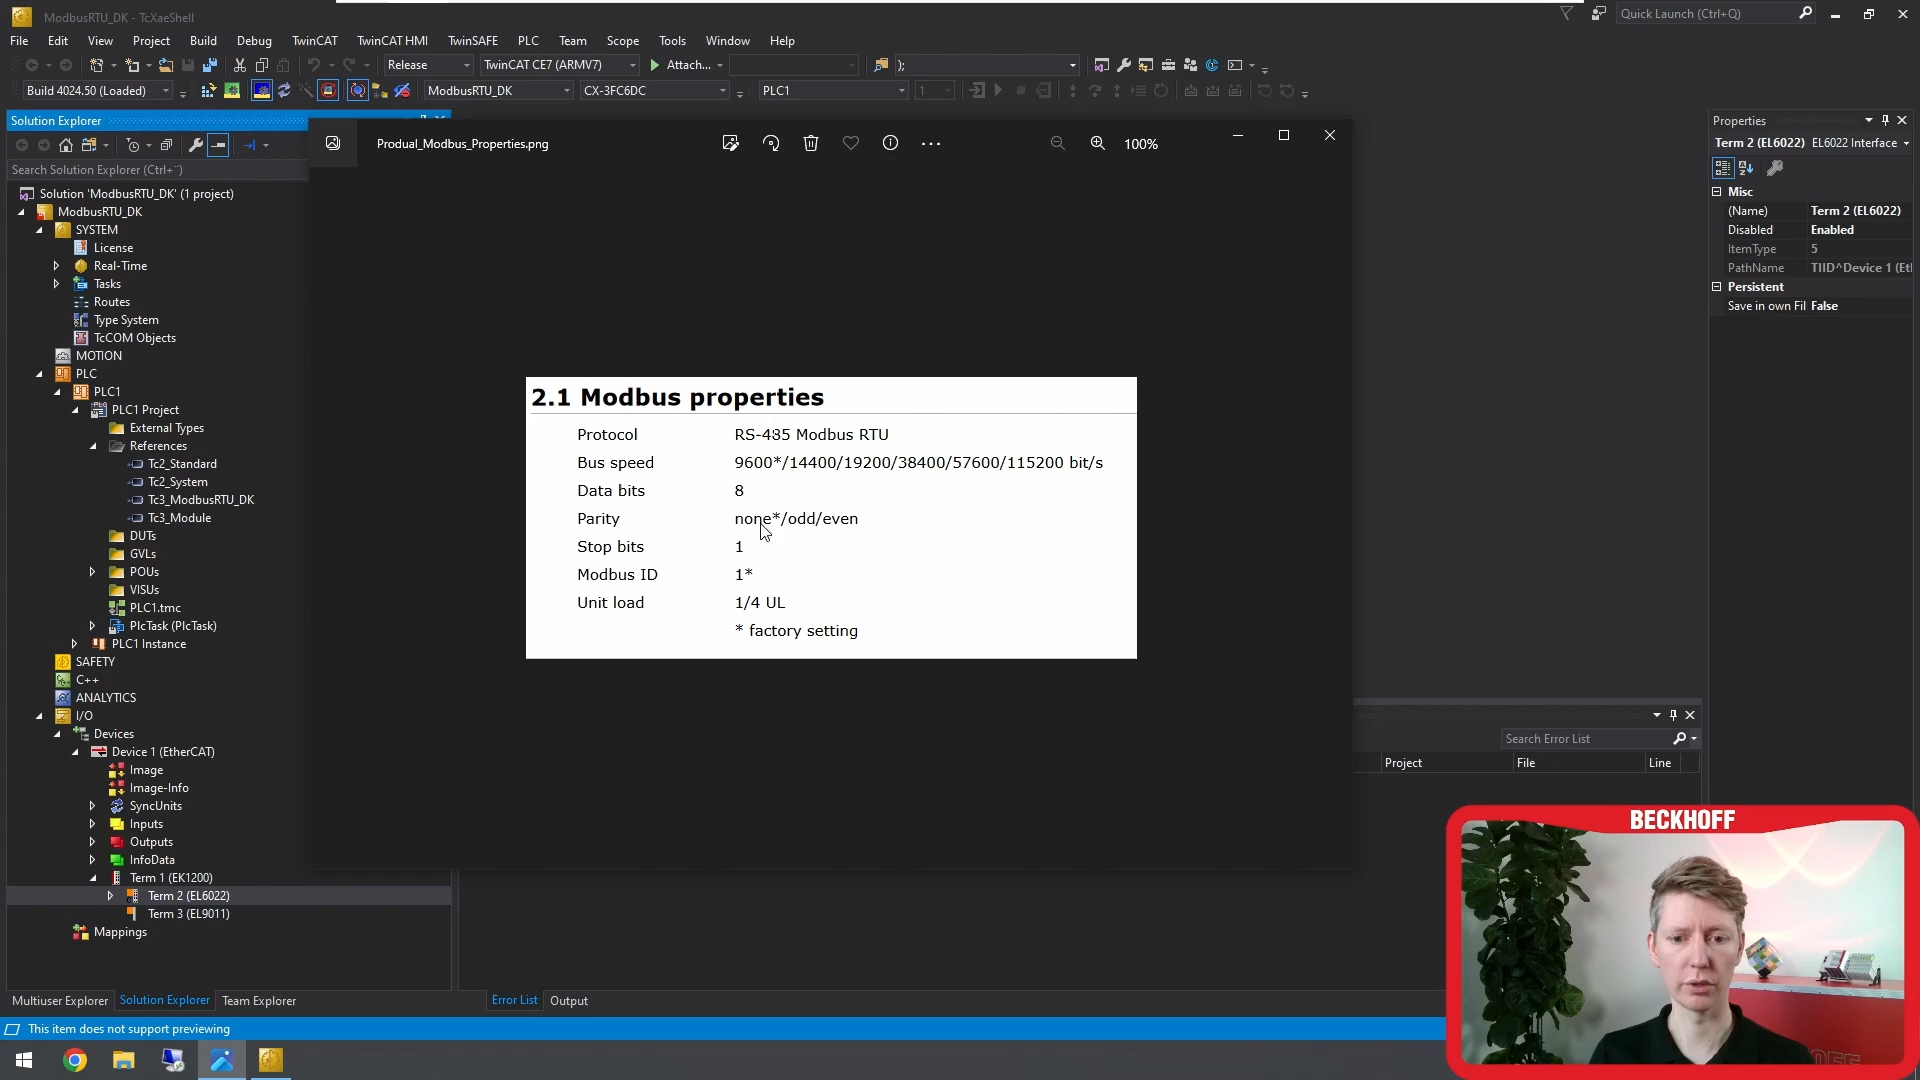 ModbusRTU_DK - TcXaeShell
Quick Launch (Ctrl+Q)
File Edit View Project Build Debug TwinCAT TwinCAT HMI TwinSAFE PLC Team Scope Tools Window Help
Release TwinCAT CE7 (ARMV7) Attach... );
Build 4024.50 (Loaded) ModbusRTU_DK CX-3FC6DC PLC1 1
Solution Explorer
Search Solution Explorer (Ctrl+¨)
Solution 'ModbusRTU_DK' (1 project)
ModbusRTU_DK
SYSTEM
License
Real-Time
Tasks
Routes
Type System
TcCOM Objects
MOTION
PLC
PLC1
PLC1 Project
External Types
References
Tc2_Standard
Tc2_System
Tc3_ModbusRTU_DK
Tc3_Module
DUTs
GVLs
POUs
VISUs
PLC1.tmc
PlcTask (PlcTask)
PLC1 Instance
SAFETY
C++
ANALYTICS
I/O
Devices
Device 1 (EtherCAT)
Image
Image-Info
SyncUnits
Inputs
Outputs
InfoData
Term 1 (EK1200)
Term 2 (EL6022)
Term 3 (EL9011)
Mappings
Multiuser Explorer Solution Explorer Team Explorer
Produal_Modbus_Properties.png
100%
2.1 Modbus properties
Protocol RS-485 Modbus RTU
Bus speed 9600*/14400/19200/38400/57600/115200 bit/s
Data bits 8
Parity none*/odd/even
Stop bits 1
Modbus ID 1*
Unit load 1/4 UL
* factory setting
Properties
Term 2 (EL6022) EL6022 Interface
Misc
(Name) Term 2 (EL6022)
Disabled Enabled
ItemType 5
PathName TIID^Device 1 (Et
Persistent
Save in own Fil False
Search Error List
Project File Line
Error List Output
This item does not support previewing
BECKHOFF